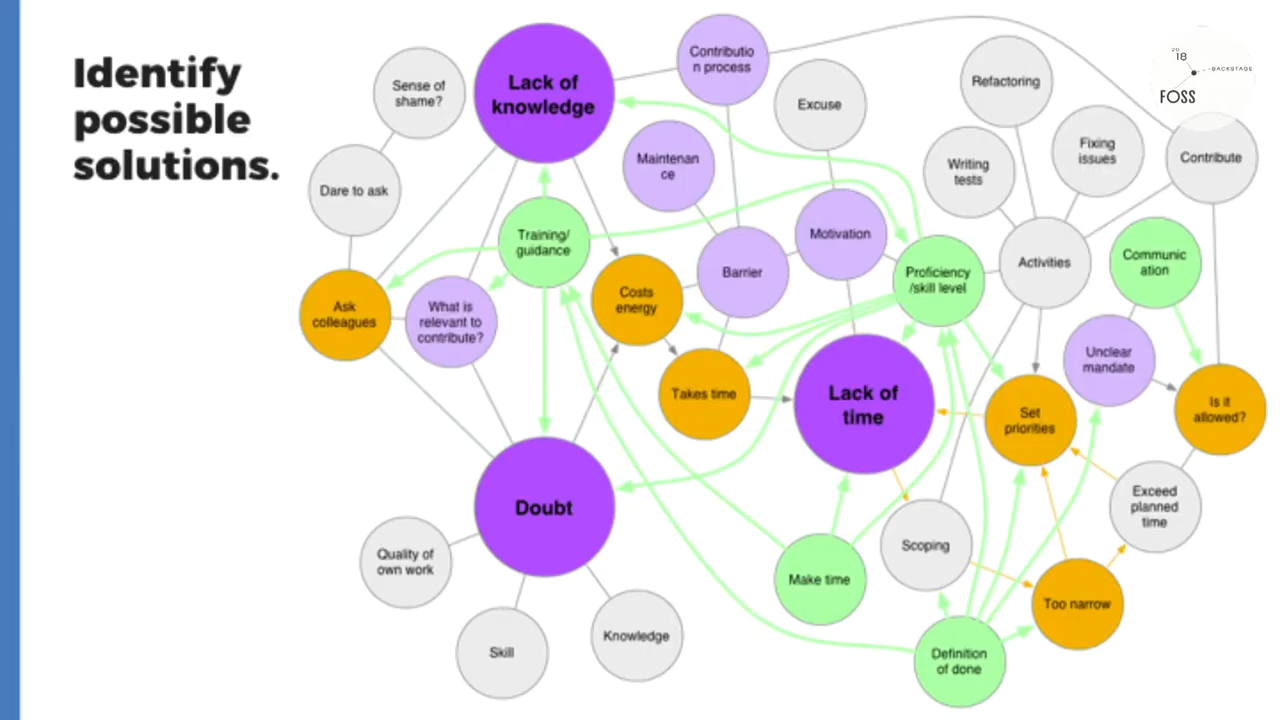 Identify
possible
solutions.
Sense of
shame?
Lack of
knowledge
Contributio
n process
Excuse
Refactoring
20
18
BACKSTAGE
FOSS
Dare to ask
Maintenan
ce
Writing
tests
Fixing
issues
Contribute
Training/
guidance
Barrier
Motivation
Proficiency
/skill level
Activities
Communic
ation
Ask
colleagues
What is
relevant to
contribute?
Costs
energy
Takes time
Lack of
time
Set
priorities
Unclear
mandate
Is it
allowed?
Doubt
Exceed
planned
time
Quality of
own work
Scoping
Make time
Too narrow
Skill
Knowledge
Definition
of done